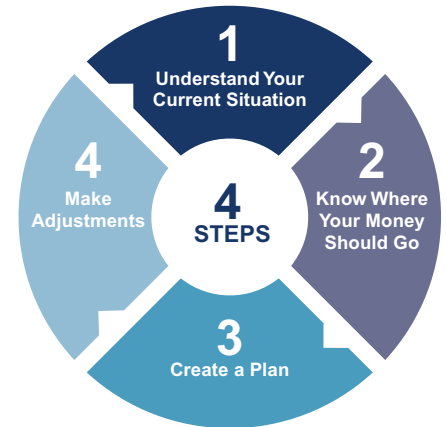 1
Understand Your
Current Situation
2
Know Where
Your Money
Should Go
3
Create a Plan
4
Make
Adjustments
4
STEPS